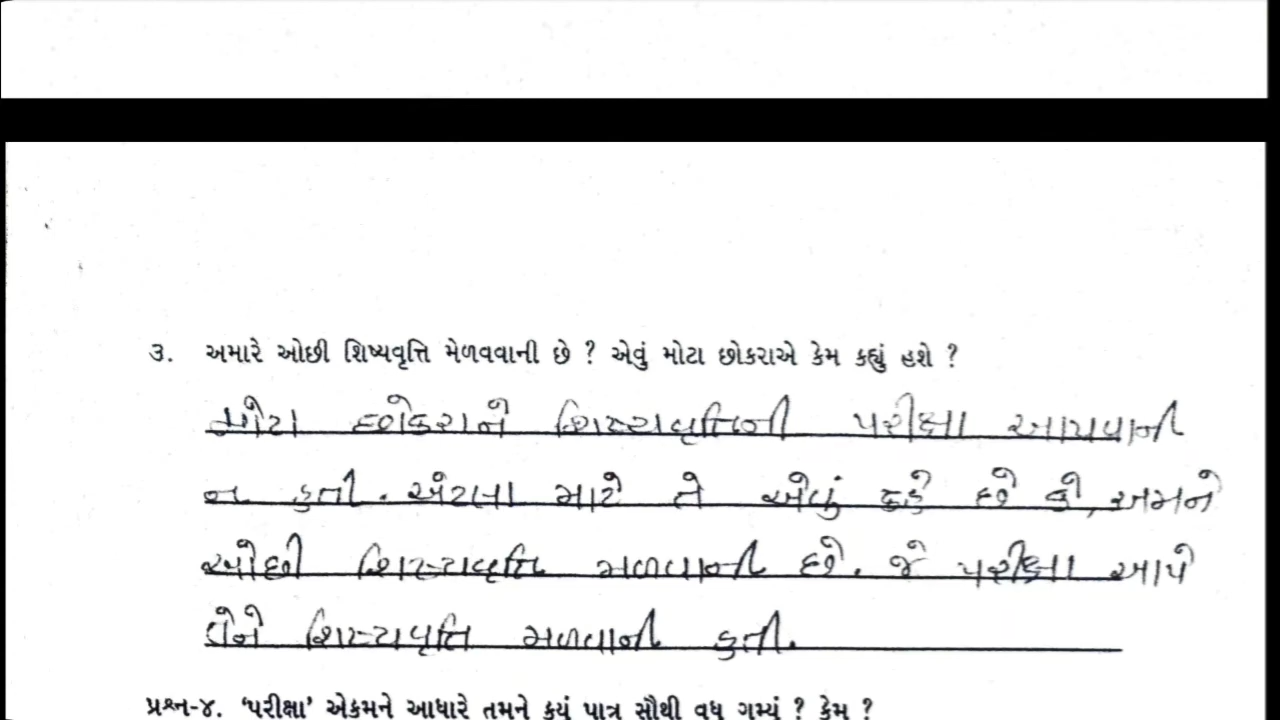 ૩. અમારે ઓછી શિષ્યવૃત્તિ મેળવવાની છે ? એવું મોટા છોકરાએ કેમ કહ્યું હશે ?
મોટા છોકરાને શિષ્યવૃત્તિની પરીક્ષા આપવાની
ન હતી. એટલા માટે તે એવું કહે છે કે, અમને
ઓછી શિષ્યવૃત્તિ મળવાની છે. જે પરીક્ષા આપે
તેને શિષ્યવૃત્તિ મળવાની હતી.
પ્રશ્ન-૪. ‘પરીક્ષા’ એકમને આધારે તમને કયું પાત્ર સૌથી વધુ ગમ્યું ? કેમ ?